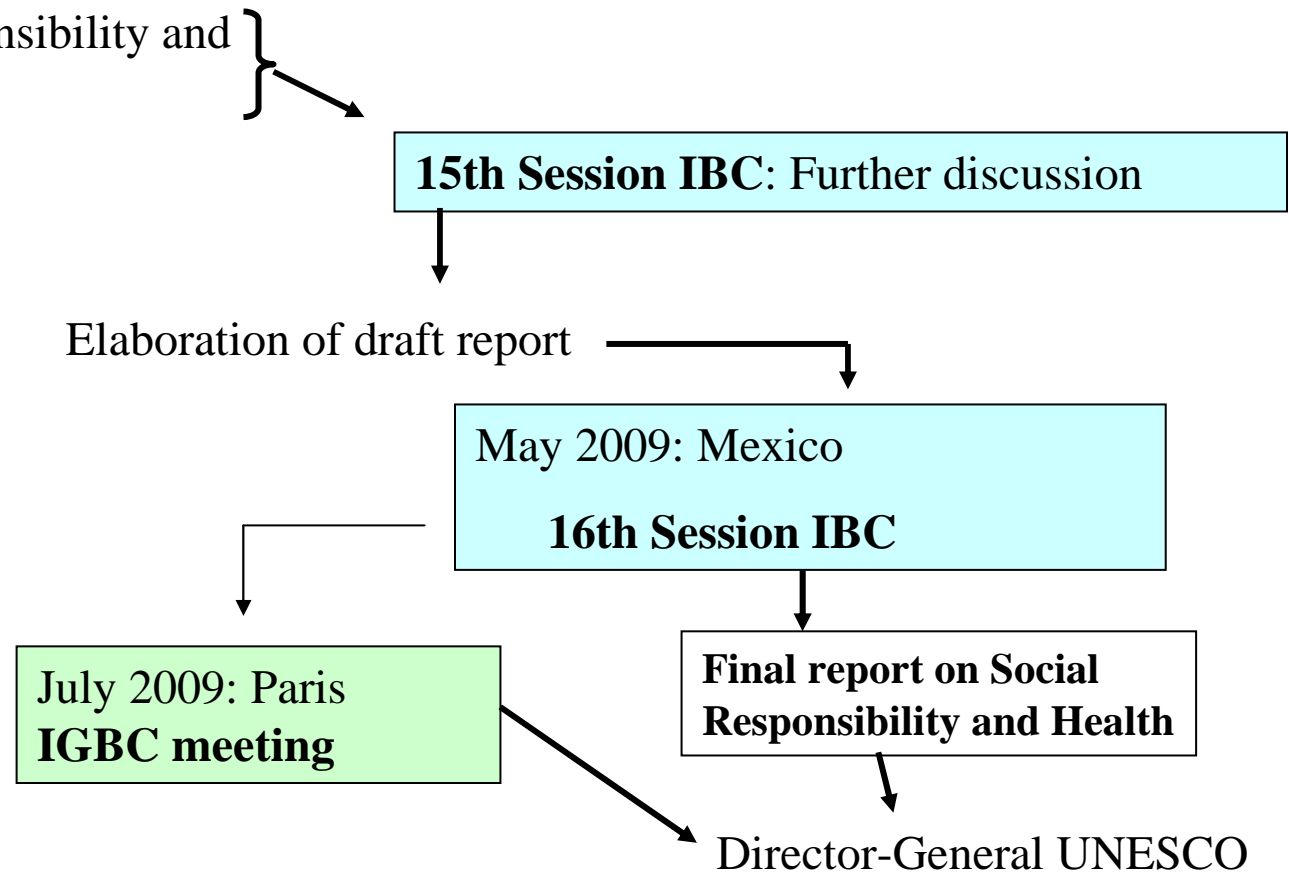 and
15th Session IBC: Further discussion
Elaboration of draft report
May 2009: Mexico
16th Session IBC
July 2009: Paris
IGBC meeting
Final report on Social
Responsibility and Health
Director-General UNESCO